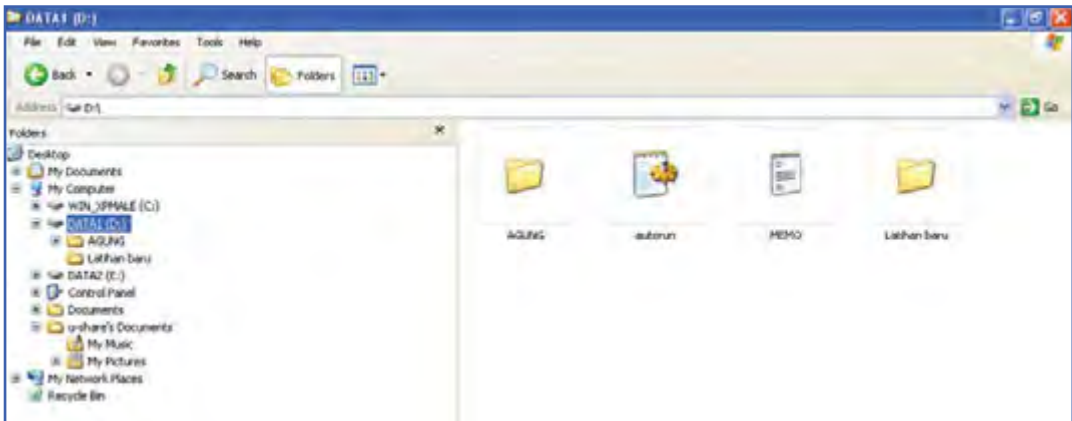 DATA1 (D:)
File Edit View Favorites Tools Help
Back Search Folders
Address D:\ Go
Folders
Desktop
My Documents
My Computer
WIN_XPMALE (C:)
DATA1 (D:)
AGUNG
Latihan baru
DATA2 (E:)
Control Panel
Documents
u-share's Documents
My Music
My Pictures
My Network Places
Recycle Bin
AGUNG autorun MEMO Latihan baru